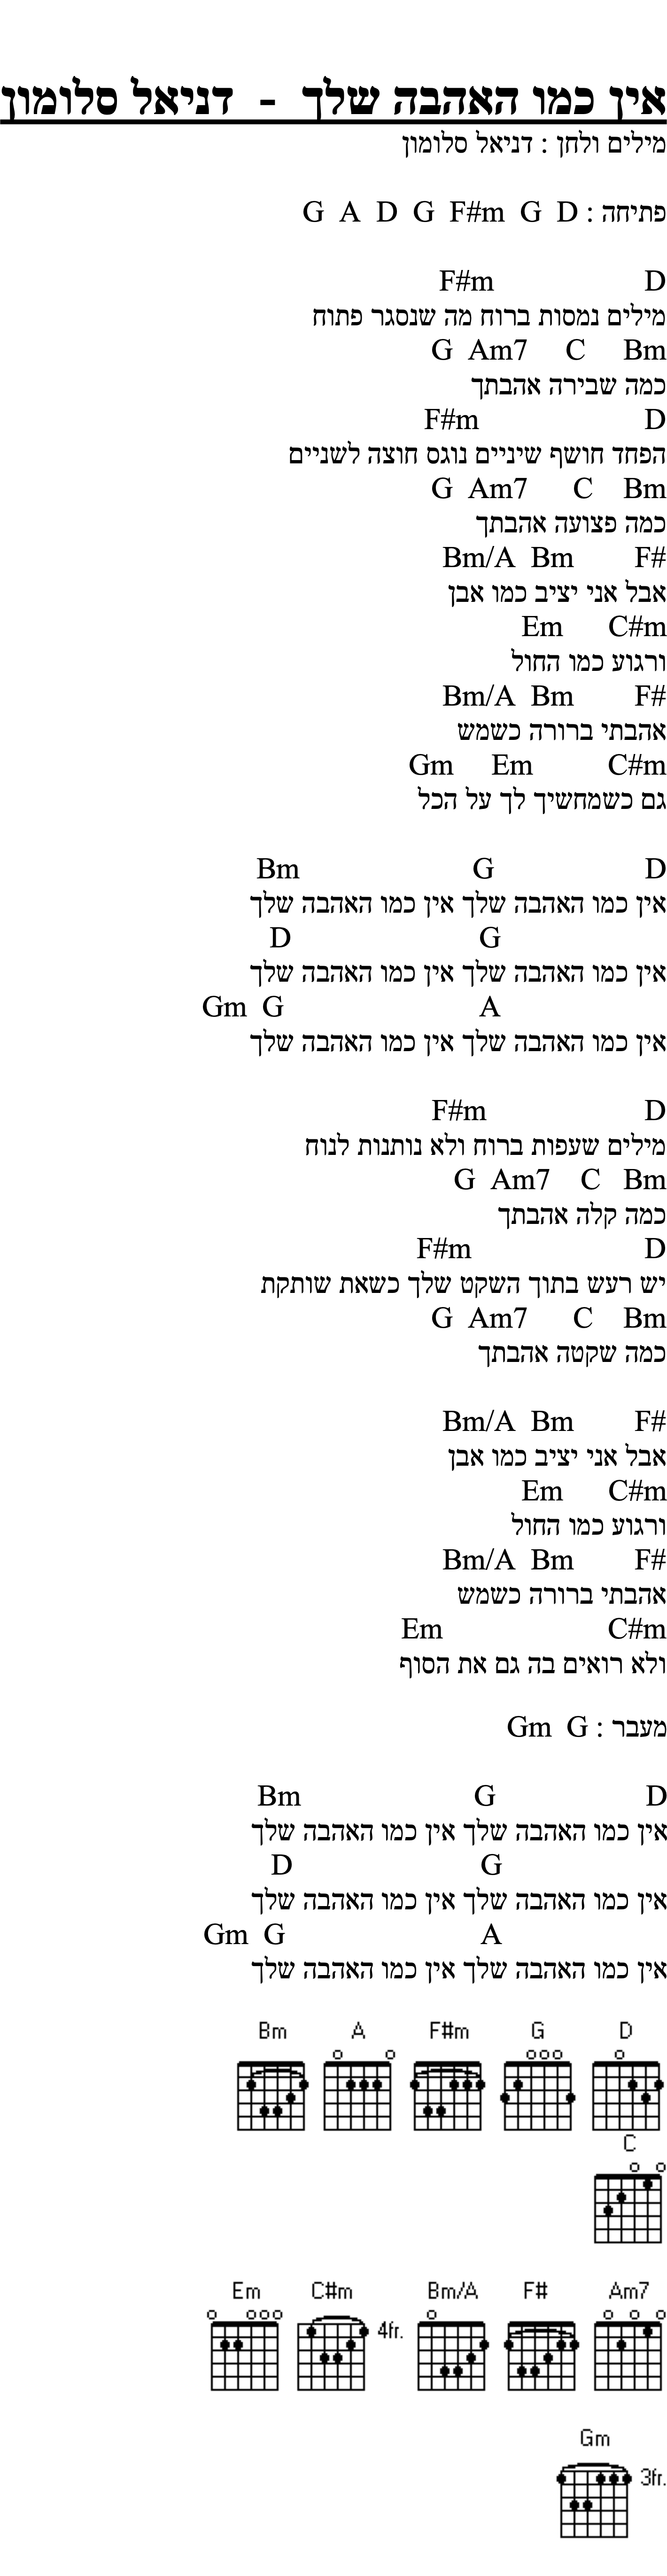 אין כמו האהבה שלך - דניאל סלומון
מילים ולחן : דניאל סלומון
פתיחה : G A D G F#m G D
F#m D
מילים נמסות ברוח מה שנסגר פתוח
G Am7 C Bm
כמה שבירה אהבתך
F#m D
הפחד חושף שיניים נוגס חוצה לשניים
G Am7 C Bm
כמה פצועה אהבתך
Bm/A Bm F#
אבל אני יציב כמו אבן
Em C#m
ורגוע כמו החול
Bm/A Bm F#
אהבתי ברורה כשמש
Gm Em C#m
גם כשמחשיך לך על הכל
Bm G D
אין כמו האהבה שלך אין כמו האהבה שלך
D G
אין כמו האהבה שלך אין כמו האהבה שלך
Gm G A
אין כמו האהבה שלך אין כמו האהבה שלך
F#m D
מילים שעפות ברוח ולא נותנות לנוח
G Am7 C Bm
כמה קלה אהבתך
F#m D
יש רעש בתוך השקט שלך כשאת שותקת
G Am7 C Bm
כמה שקטה אהבתך
Bm/A Bm F#
אבל אני יציב כמו אבן
Em C#m
ורגוע כמו החול
Bm/A Bm F#
אהבתי ברורה כשמש
Em C#m
ולא רואים בה גם את הסוף
מעבר : Gm G
Bm G D
אין כמו האהבה שלך אין כמו האהבה שלך
D G
אין כמו האהבה שלך אין כמו האהבה שלך
Gm G A
אין כמו האהבה שלך אין כמו האהבה שלך
Bm A F#m G D
C
Em C#m 4fr. Bm/A F# Am7
Gm 3fr.